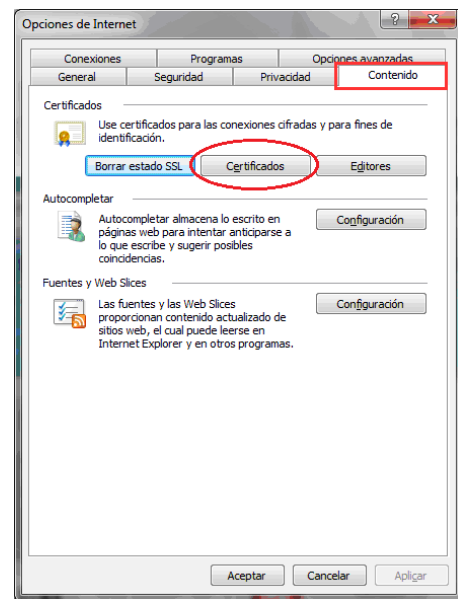 Opciones de Internet
Conexiones Programas Opciones avanzadas
General Seguridad Privacidad Contenido
Certificados
Use certificados para las conexiones cifradas y para fines de
identificación.
Borrar estado SSL Certificados Editores
Autocompletar
Autocompletar almacena lo escrito en
páginas web para intentar anticiparse a
lo que escribe y sugerir posibles
coincidencias.
Configuración
Fuentes y Web Slices
Las fuentes y las Web Slices
proporcionan contenido actualizado de
sitios web, el cual puede leerse en
Internet Explorer y en otros programas.
Configuración
Aceptar Cancelar Aplicar